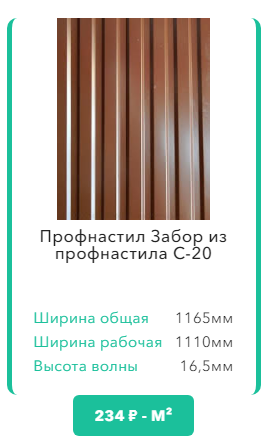 Профнастил Забор из
профнастила С-20
Ширина общая 1165мм
Ширина рабочая 1110мм
Высота волны 16,5мм
234 ₽ - М²